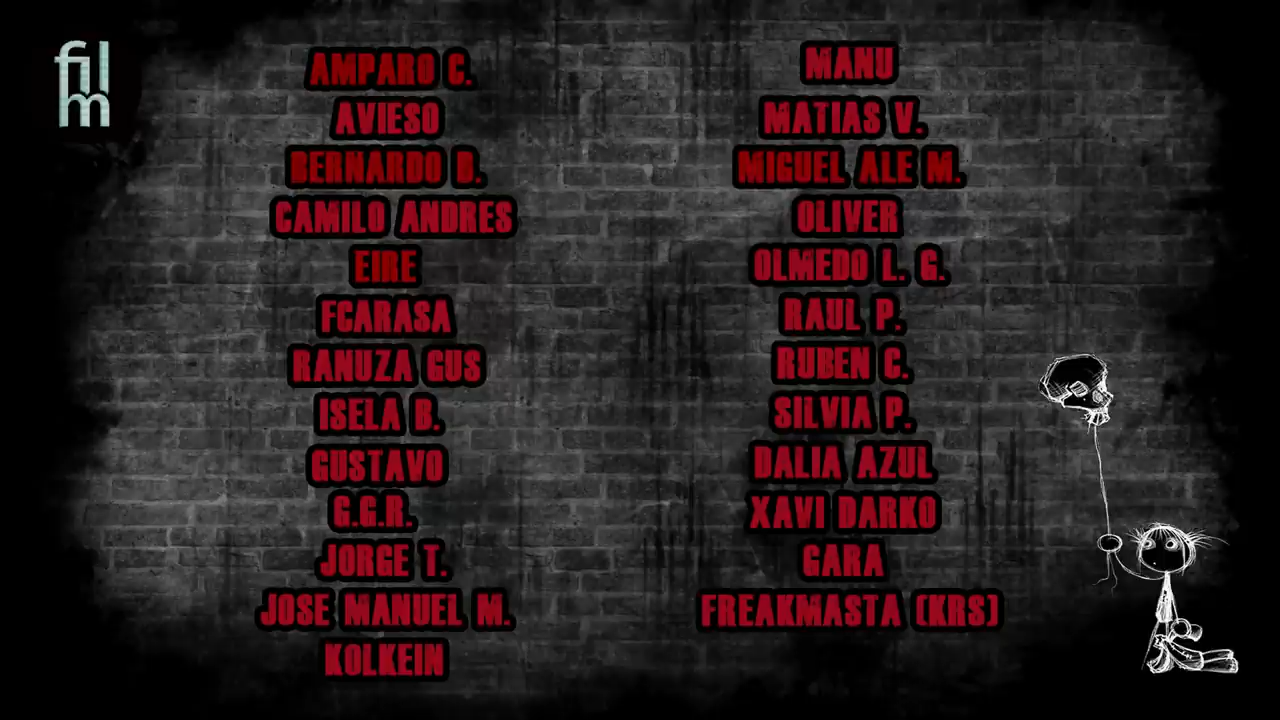 film
AMPARO C.
AVIESO
BERNARDO D.
CAMILO ANDRES
EIRE
FCARASA
RANUZA GUS
ISELA B.
GUSTAVO
G.G.R.
JORGE T.
JOSE MANUEL M.
KOLKEIN
MANU
MATIAS V.
MIGUEL ALE M.
OLIVER
OLMEDO L. G.
RAUL P.
RUBEN C.
SILVIA P.
DALIA AZUL
XAVI DARKO
GARA
FREAKMASTA (KRS)